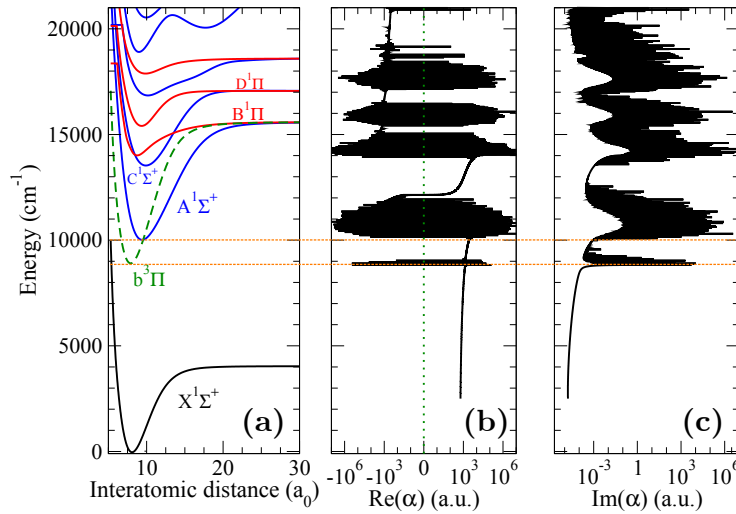 20000
15000
10000
5000
0
Energy (cm⁻¹)
D¹Π
B¹Π
C¹Σ⁺
A¹Σ⁺
b³Π
X¹Σ⁺
(a) (b) (c)
10 20 30 -10⁶ -10³ 0 10³ 10⁶ 10⁻³ 1 10³ 10⁶
Interatomic distance (a₀) Re(α) (a.u.) Im(α) (a.u.)